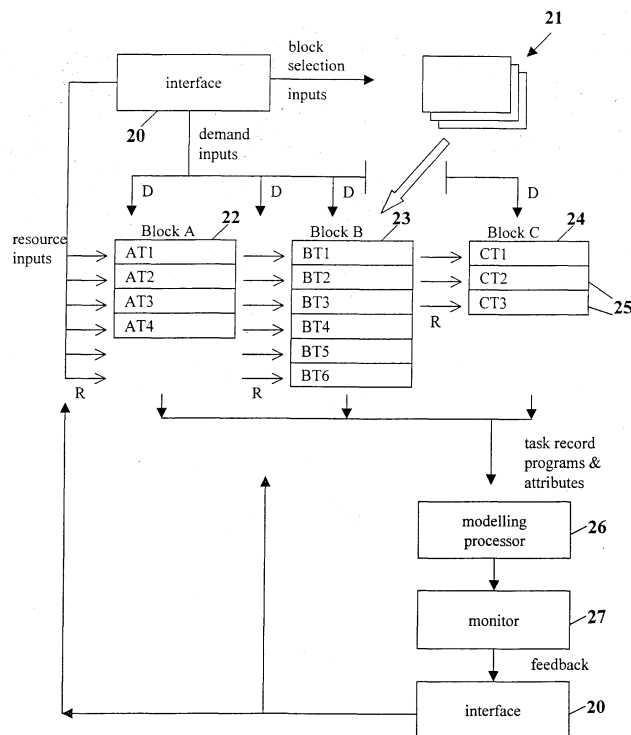 21
block
selection
inputs
interface
20
demand
inputs
D
D
D
D
resource
inputs
Block A
22
AT1
AT2
AT3
AT4
R
Block B
23
BT1
BT2
BT3
BT4
BT5
BT6
R
Block C
24
CT1
CT2
CT3
25
R
task record
programs &
attributes
modelling
processor
26
monitor
27
feedback
interface
20